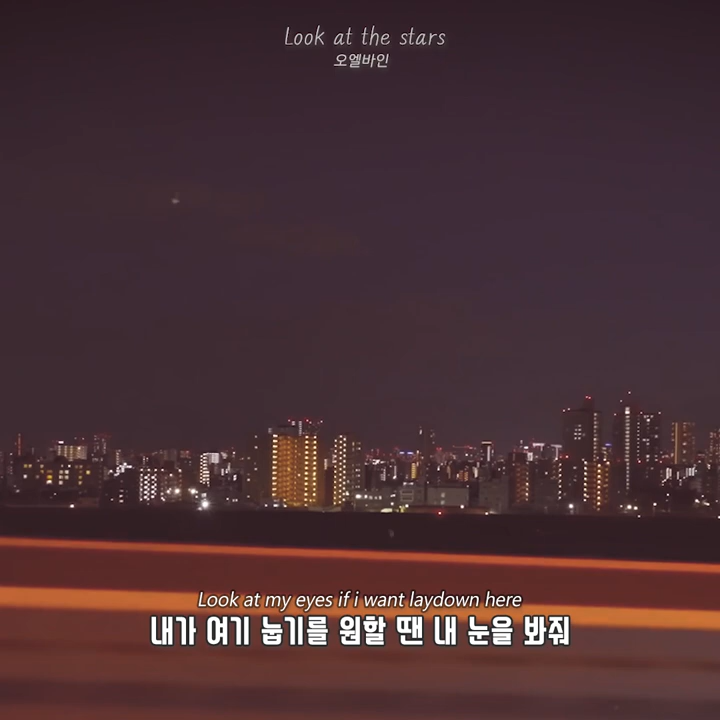 Look at the stars
오엘바인
Look at my eyes if i want laydown here
내가 여기 눕기를 원할 땐 내 눈을 봐줘